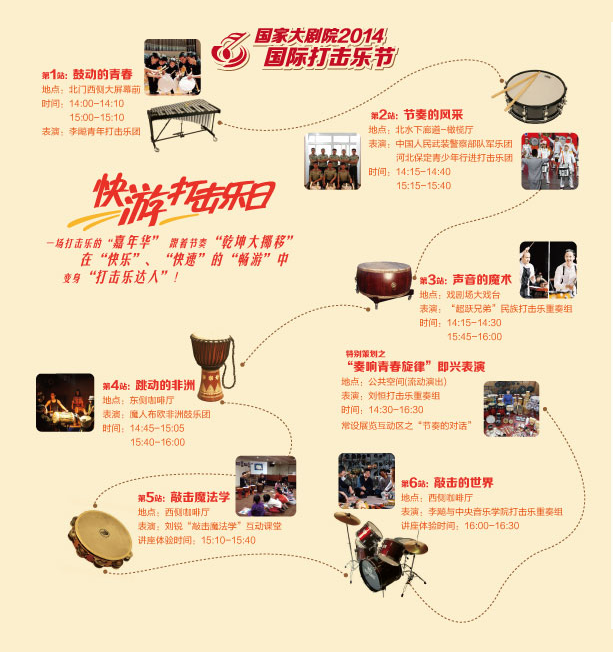 国家大剧院2014
国际打击乐节
第1站: 鼓动的青春
地点: 北门西侧大屏幕前
时间: 14:00-14:10
15:00-15:10
表演: 李飚青年打击乐团
第2站: 节奏的风采
地点: 北水下廊道-橄榄厅
表演: 中国人民武装警察部队军乐团
河北保定青少年行进打击乐团
时间: 14:15-14:40
15:15-15:40
快游打击乐日
一场打击乐的“嘉年华” 跟着节奏“乾坤大挪移”
在“快乐”、“快速”的“畅游”中
变身“打击乐达人”!
第3站: 声音的魔术
地点: 戏剧场大戏台
表演: “超跃兄弟”民族打击乐重奏组
时间: 14:15-14:30
15:45-16:00
特别策划之
“奏响青春旋律”即兴表演
地点: 公共空间(流动演出)
表演: 刘恒打击乐重奏组
时间: 14:30-16:30
常设展览互动区之“节奏的对话”
第4站: 跳动的非洲
地点: 东侧咖啡厅
表演: 魔人布欧非洲鼓乐团
时间: 14:45-15:05
15:40-16:00
第5站: 敲击魔法学
地点: 西侧咖啡厅
表演: 刘锐“敲击魔法学”互动课堂
讲座体验时间: 15:10-15:40
第6站: 敲击的世界
地点: 西侧咖啡厅
表演: 李飚与中央音乐学院打击乐重奏组
讲座体验时间: 16:00-16:30